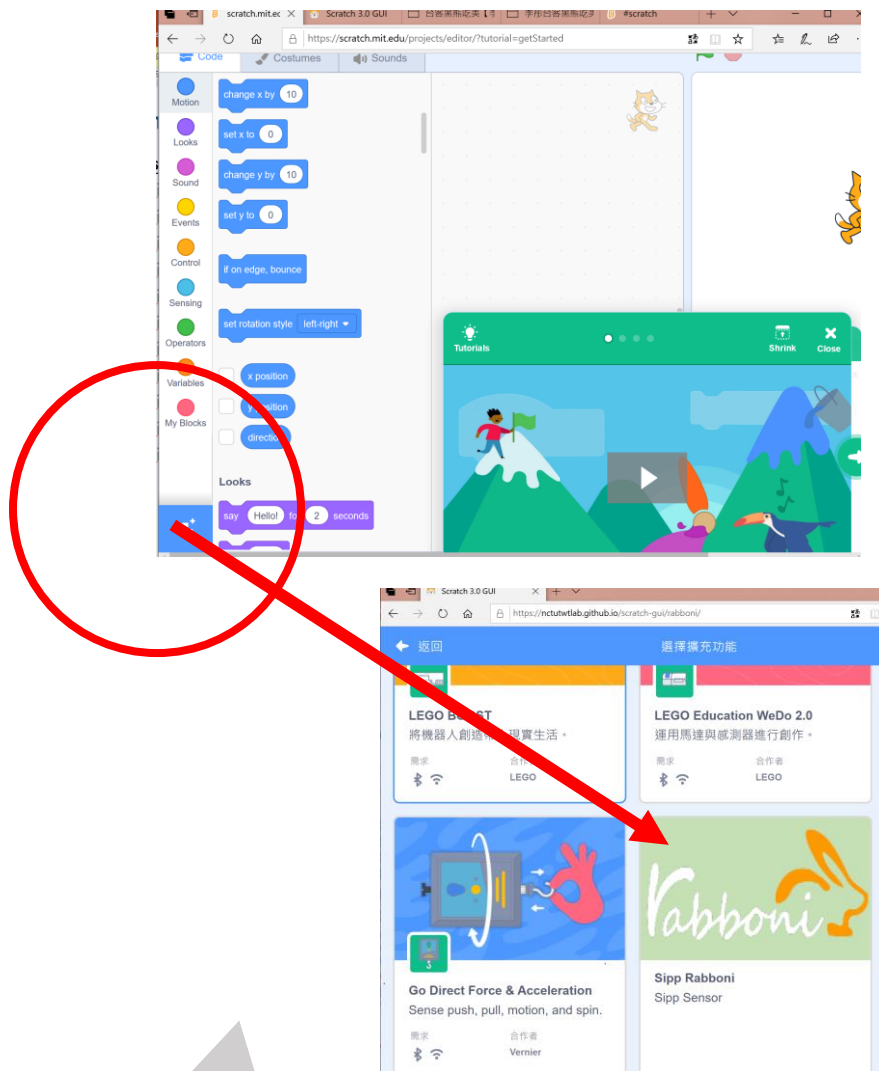 scratch.mit.ec
Scratch 3.0 GUI
#scratch
https://scratch.mit.edu/projects/editor/?tutorial=getStarted
Code
Costumes
Sounds
Motion
Looks
Sound
Events
Control
Sensing
Operators
Variables
My Blocks
change x by 10
set x to 0
change y by 10
set y to 0
if on edge, bounce
set rotation style left-right
x position
y position
direction
Looks
say Hello! for 2 seconds
Tutorials
Shrink
Close
Scratch 3.0 GUI
https://nctutwtlab.github.io/scratch-gui/rabboni/
返回
選擇擴充功能
LEGO BOOST
將機器人創造帶入現實生活。
需求
合作者
LEGO
LEGO Education WeDo 2.0
運用馬達與感測器進行創作。
需求
合作者
LEGO
Go Direct Force & Acceleration
Sense push, pull, motion, and spin.
需求
合作者
Vernier
rabboni
Sipp Rabboni
Sipp Sensor